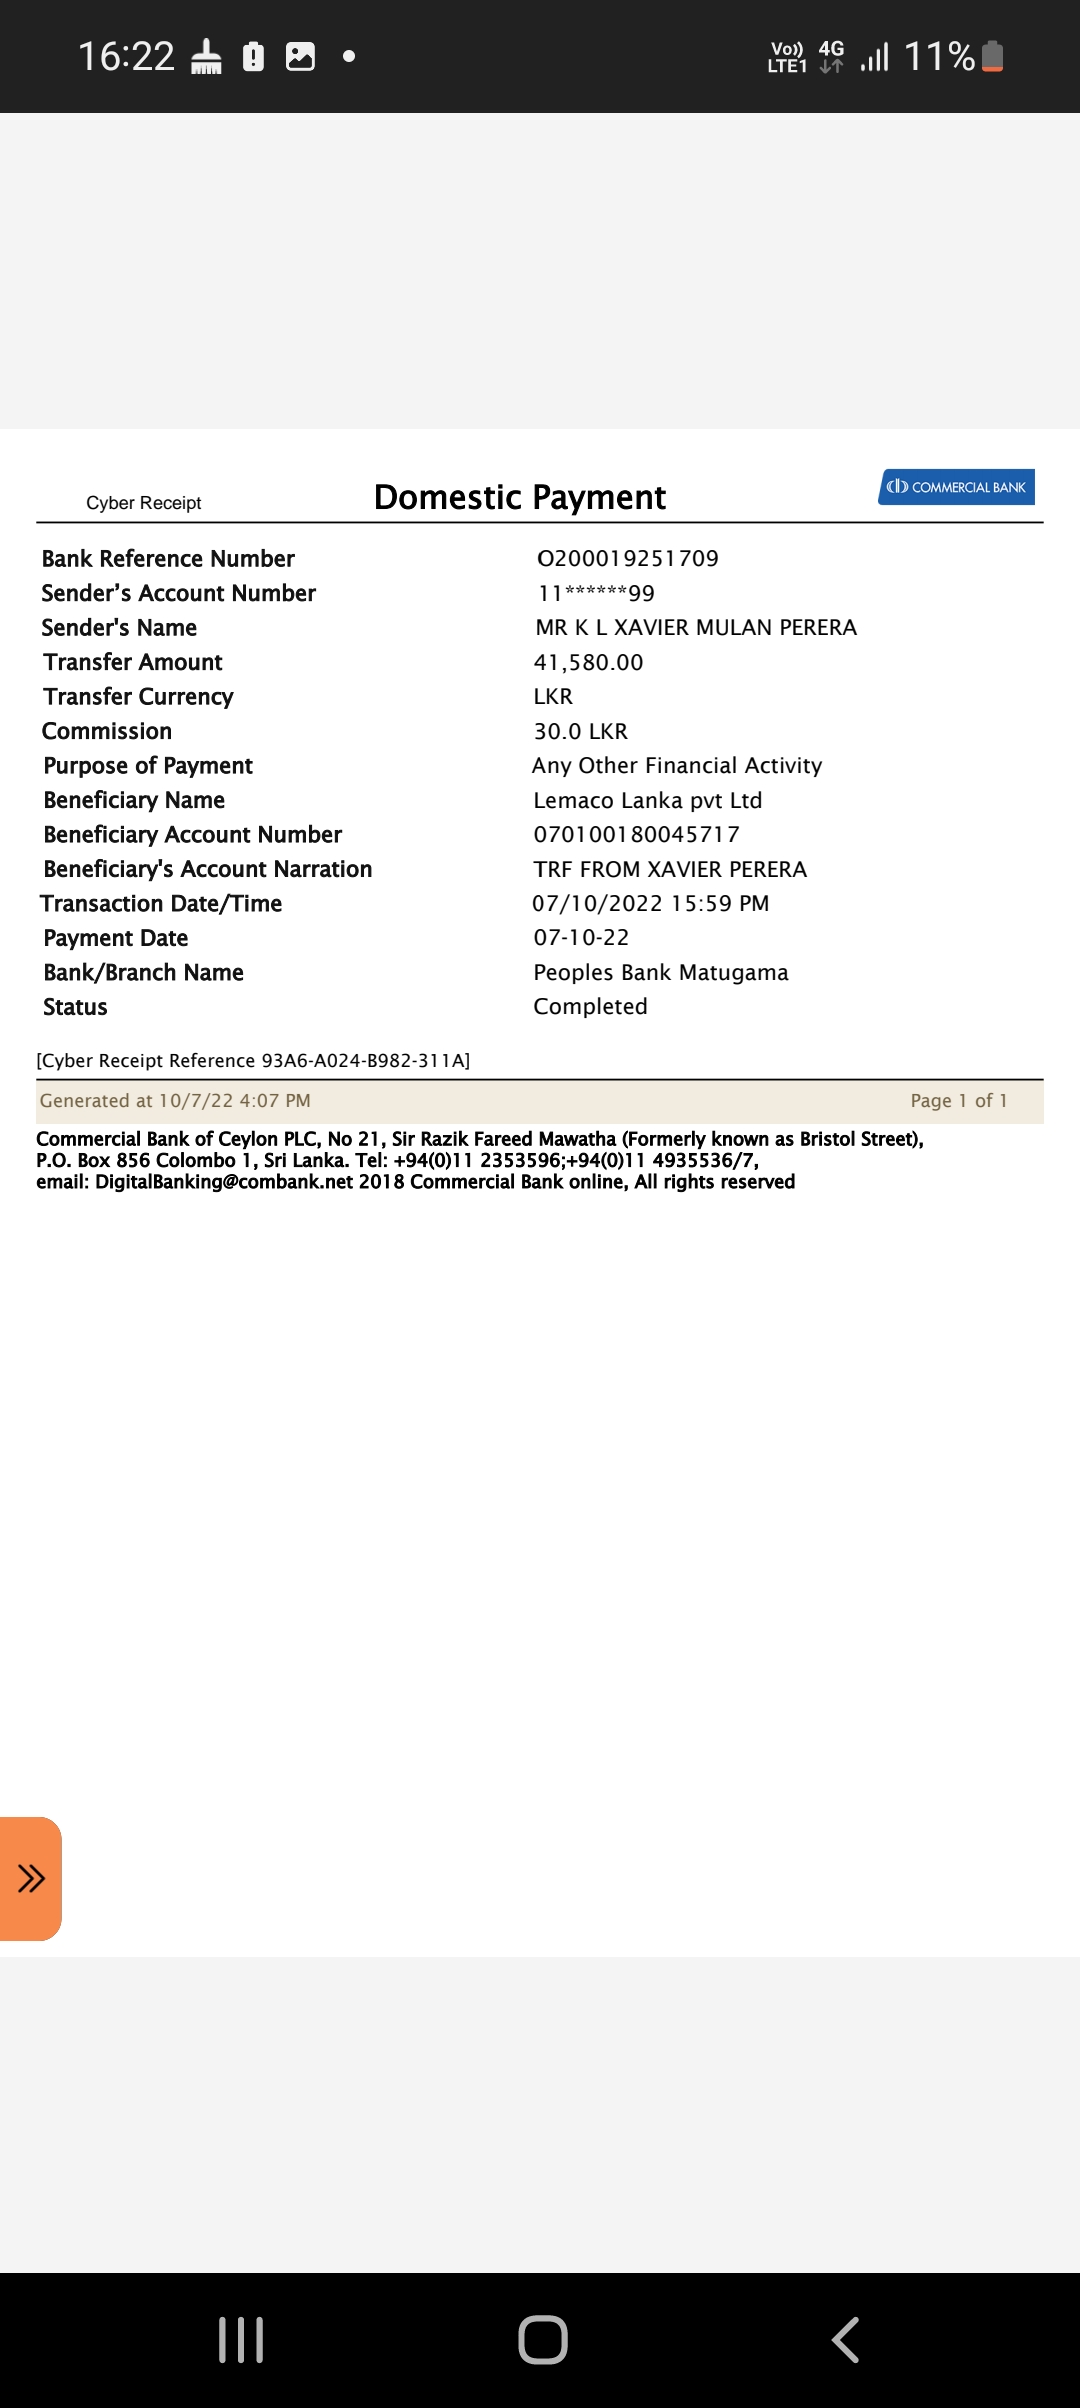 16:22 Vo)) LTE1 4G 11%
Cyber Receipt Domestic Payment COMMERCIAL BANK
Bank Reference Number O200019251709
Sender’s Account Number 11******99
Sender's Name MR K L XAVIER MULAN PERERA
Transfer Amount 41,580.00
Transfer Currency LKR
Commission 30.0 LKR
Purpose of Payment Any Other Financial Activity
Beneficiary Name Lemaco Lanka pvt Ltd
Beneficiary Account Number 070100180045717
Beneficiary's Account Narration TRF FROM XAVIER PERERA
Transaction Date/Time 07/10/2022 15:59 PM
Payment Date 07-10-22
Bank/Branch Name Peoples Bank Matugama
Status Completed
[Cyber Receipt Reference 93A6-A024-B982-311A]
Generated at 10/7/22 4:07 PM Page 1 of 1
Commercial Bank of Ceylon PLC, No 21, Sir Razik Fareed Mawatha (Formerly known as Bristol Street),
P.O. Box 856 Colombo 1, Sri Lanka. Tel: +94(0)11 2353596;+94(0)11 4935536/7,
email: DigitalBanking@combank.net 2018 Commercial Bank online, All rights reserved